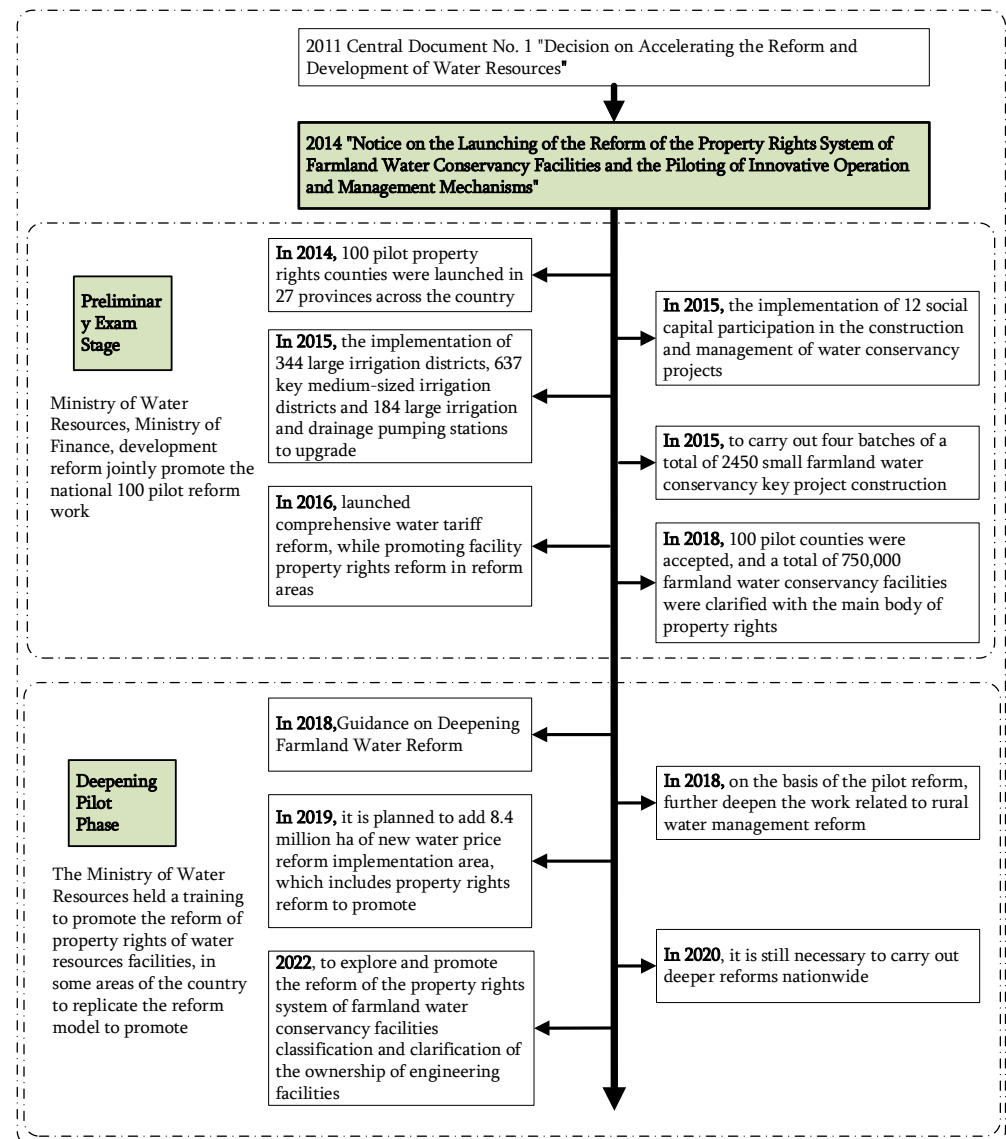 2011 Central Document No. 1 "Decision on Accelerating the Reform and
Development of Water Resources"
2014 "Notice on the Launching of the Reform of the Property Rights System of
Farmland Water Conservancy Facilities and the Piloting of Innovative Operation
and Management Mechanisms"
Preliminar
y Exam
Stage
Ministry of Water
Resources, Ministry of
Finance, development
reform jointly promote the
national 100 pilot reform
work
In 2014, 100 pilot property
rights counties were launched in
27 provinces across the country
In 2015, the implementation of 12 social
capital participation in the construction
and management of water conservancy
projects
In 2015, the implementation of
344 large irrigation districts, 637
key medium-sized irrigation
districts and 184 large irrigation
and drainage pumping stations
to upgrade
In 2015, to carry out four batches of a
total of 2450 small farmland water
conservancy key project construction
In 2016, launched
comprehensive water tariff
reform, while promoting facility
property rights reform in reform
areas
In 2018, 100 pilot counties were
accepted, and a total of 750,000
farmland water conservancy facilities
were clarified with the main body of
property rights
Deepening
Pilot
Phase
The Ministry of Water
Resources held a training
to promote the reform of
property rights of water
resources facilities, in
some areas of the country
to replicate the reform
model to promote
In 2018,Guidance on Deepening
Farmland Water Reform
In 2018, on the basis of the pilot reform,
further deepen the work related to rural
water management reform
In 2019, it is planned to add 8.4
million ha of new water price
reform implementation area,
which includes property rights
reform to promote
In 2020, it is still necessary to carry out
deeper reforms nationwide
2022, to explore and promote
the reform of the property rights
system of farmland water
conservancy facilities
classification and clarification of
the ownership of engineering
facilities